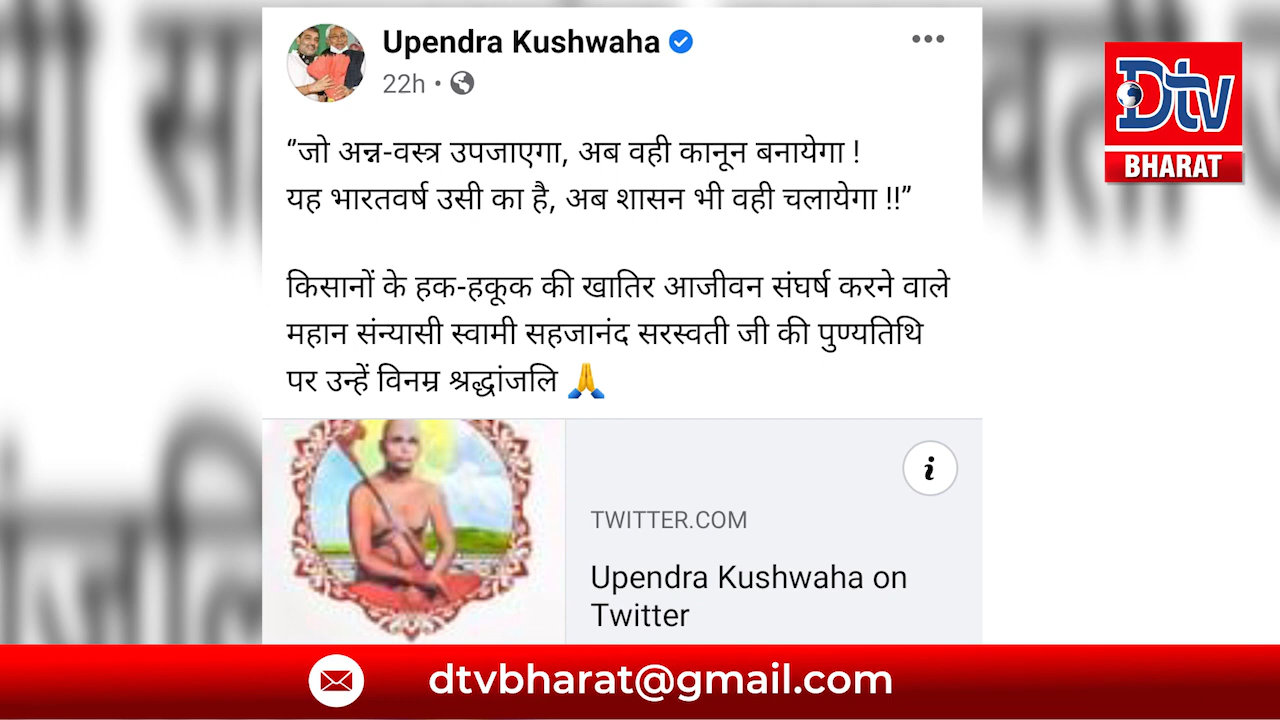 Upendra Kushwaha
22h •
"जो अन्न-वस्त्र उपजाएगा, अब वही कानून बनायेगा !
यह भारतवर्ष उसी का है, अब शासन भी वही चलायेगा !!”
किसानों के हक-हकूक की खातिर आजीवन संघर्ष करने वाले
महान संन्यासी स्वामी सहजानंद सरस्वती जी की पुण्यतिथि
पर उन्हें विनम्र श्रद्धांजलि 🙏
TWITTER.COM
Upendra Kushwaha on
Twitter
Dtv
BHARAT
dtvbharat@gmail.com